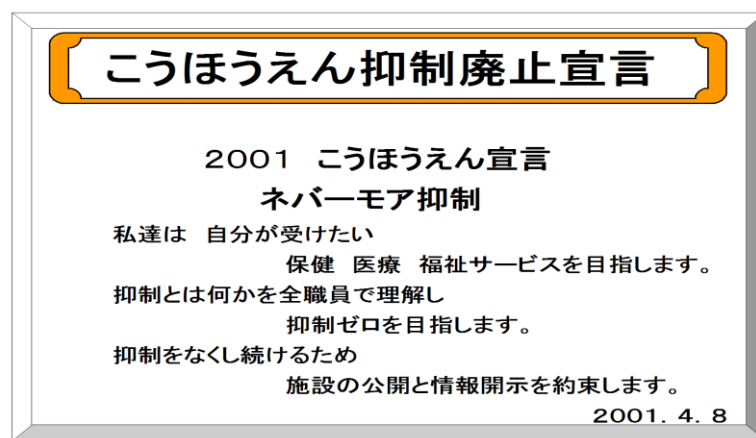 こうほうえん抑制廃止宣言
2001 こうほうえん宣言
ネバーモア抑制
私達は 自分が受けたい
保健 医療 福祉サービスを目指します。
抑制とは何かを全職員で理解し
抑制ゼロを目指します。
抑制をなくし続けるため
施設の公開と情報開示を約束します。
2001. 4. 8